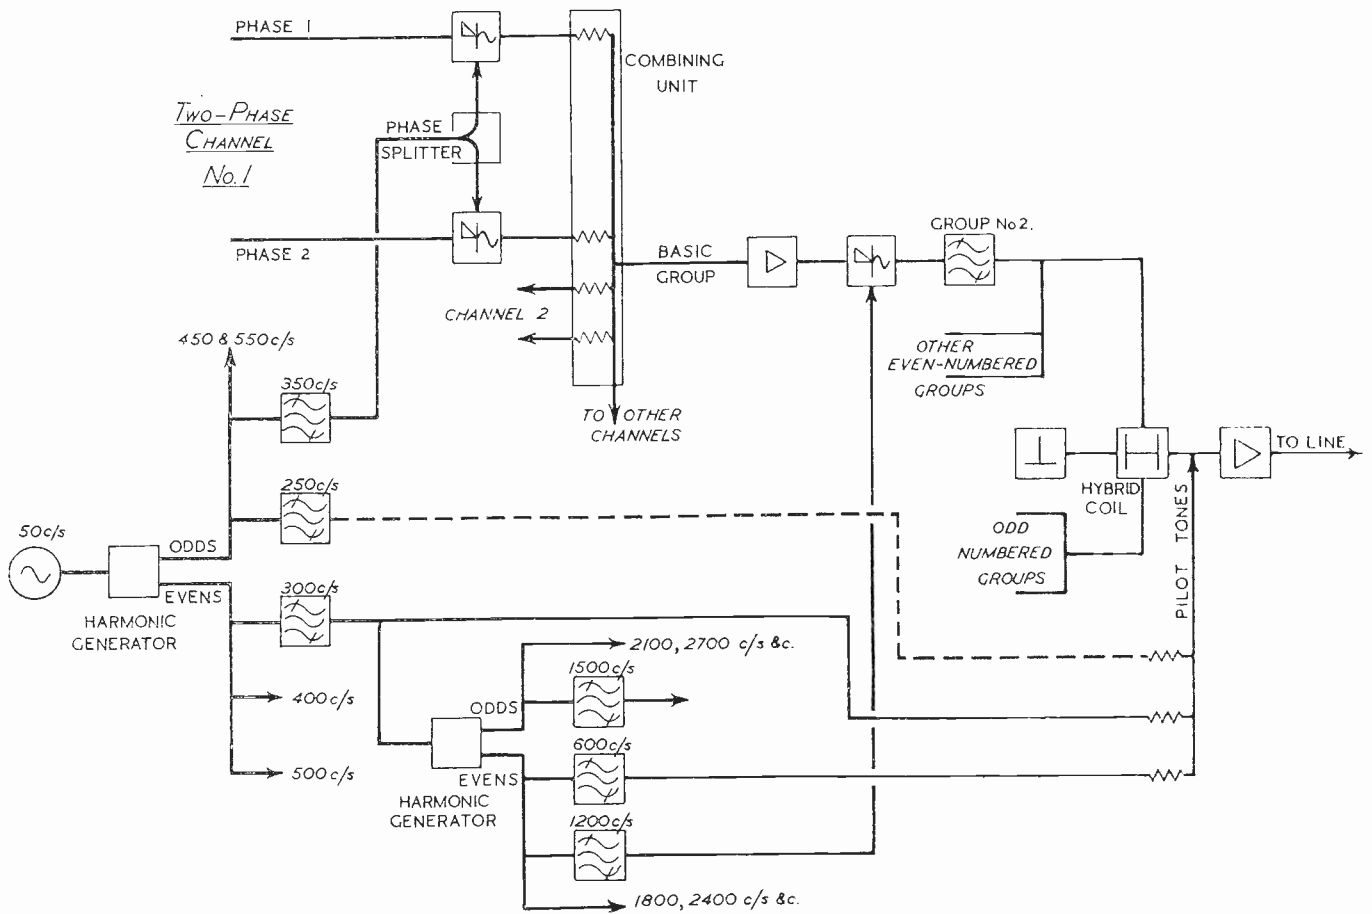 PHASE 1
COMBINING
UNIT
TWO-PHASE
CHANNEL
No.1
PHASE
SPLITTER
PHASE 2
BASIC
GROUP
GROUP No 2.
CHANNEL 2
450 & 550c/s
OTHER
EVEN-NUMBERED
GROUPS
350c/s
TO OTHER
CHANNELS
TO LINE
HYBRID
COIL
PILOT TONES
250c/s
ODD
NUMBERED
GROUPS
50c/s
ODDS
EVENS
HARMONIC
GENERATOR
300c/s
2100, 2700 c/s &c.
1500c/s
400c/s
ODDS
600c/s
500c/s
EVENS
HARMONIC
GENERATOR
1200c/s
1800, 2400 c/s &c.